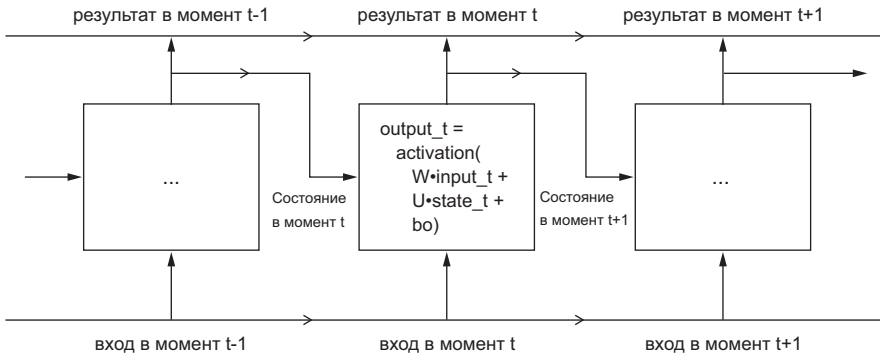 результат в момент t-1
результат в момент t
результат в момент t+1
...
output_t =
activation(
W•input_t +
U•state_t +
bo)
...
Состояние
в момент t
Состояние
в момент t+1
вход в момент t-1
вход в момент t
вход в момент t+1